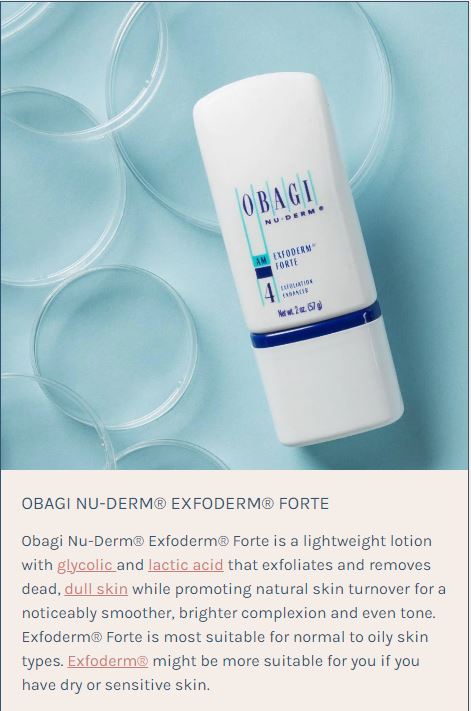 OBAGI
NU-DERM®
AM
EXFODERM®
FORTE
4
EXFOLIATION
ENHANCER
Net wt. 2 oz. (57 g)
OBAGI NU-DERM® EXFODERM® FORTE
Obagi Nu-Derm® Exfoderm® Forte is a lightweight lotion
with glycolic and lactic acid that exfoliates and removes
dead, dull skin while promoting natural skin turnover for a
noticeably smoother, brighter complexion and even tone.
Exfoderm® Forte is most suitable for normal to oily skin
types. Exfoderm® might be more suitable for you if you
have dry or sensitive skin.